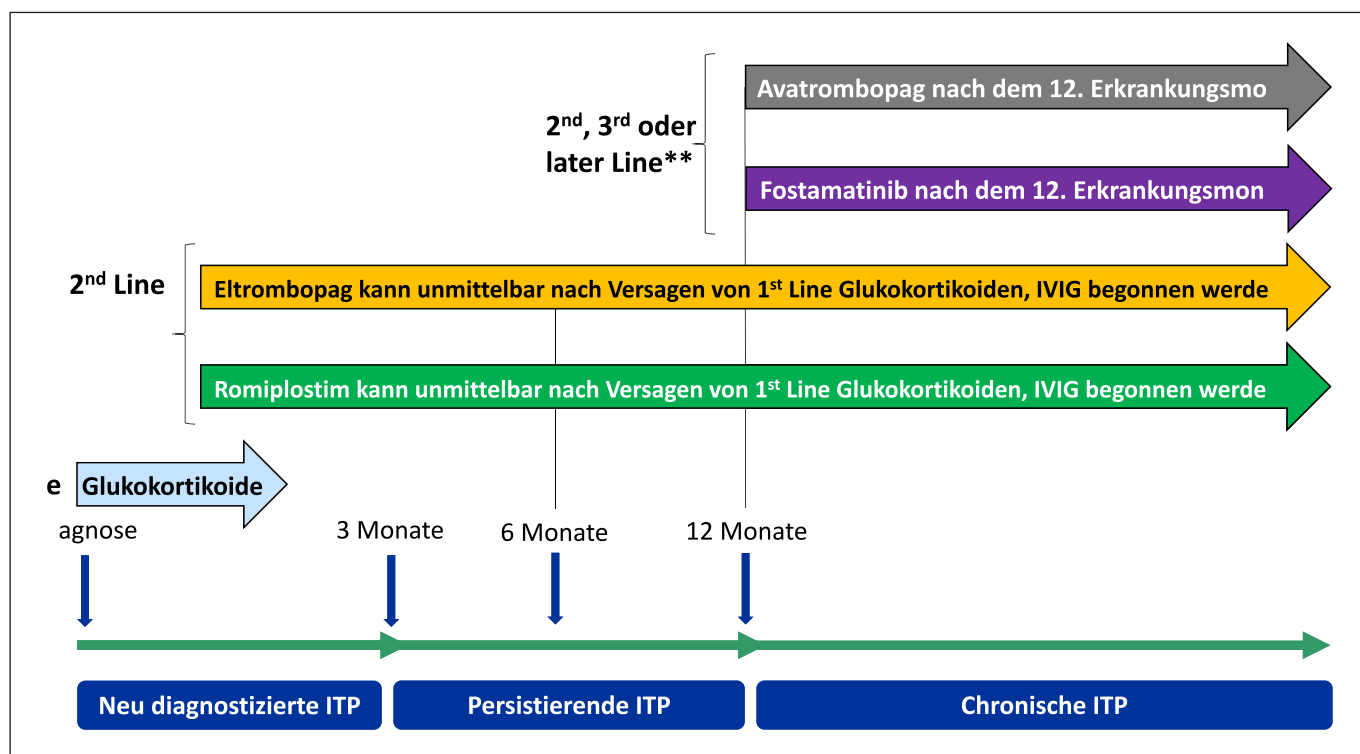 Avatrombopag nach dem 12. Erkrankungsmo
2nd, 3rd oder
later Line**
Fostamatinib nach dem 12. Erkrankungsmon
2nd Line
Eltrombopag kann unmittelbar nach Versagen von 1st Line Glukokortikoiden, IVIG begonnen werde
Romiplostim kann unmittelbar nach Versagen von 1st Line Glukokortikoiden, IVIG begonnen werde
e Glukokortikoide
agnose 3 Monate 6 Monate 12 Monate
Neu diagnostizierte ITP Persistierende ITP Chronische ITP